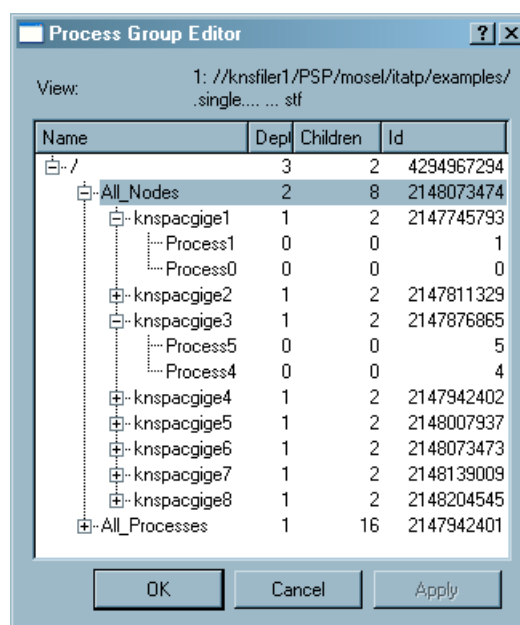 Process Group Editor
View: 1: //knsfiler1/PSP/mosel/itatp/examples/
.single.... ... stf
Name Dept Children Id
/ 3 2 4294967294
All_Nodes 2 8 2148073474
knspacgige1 1 2 2147745793
Process1 0 0 1
Process0 0 0 0
knspacgige2 1 2 2147811329
knspacgige3 1 2 2147876865
Process5 0 0 5
Process4 0 0 4
knspacgige4 1 2 2147942402
knspacgige5 1 2 2148007937
knspacgige6 1 2 2148073473
knspacgige7 1 2 2148139009
knspacgige8 1 2 2148204545
All_Processes 1 16 2147942401
OK Cancel Apply